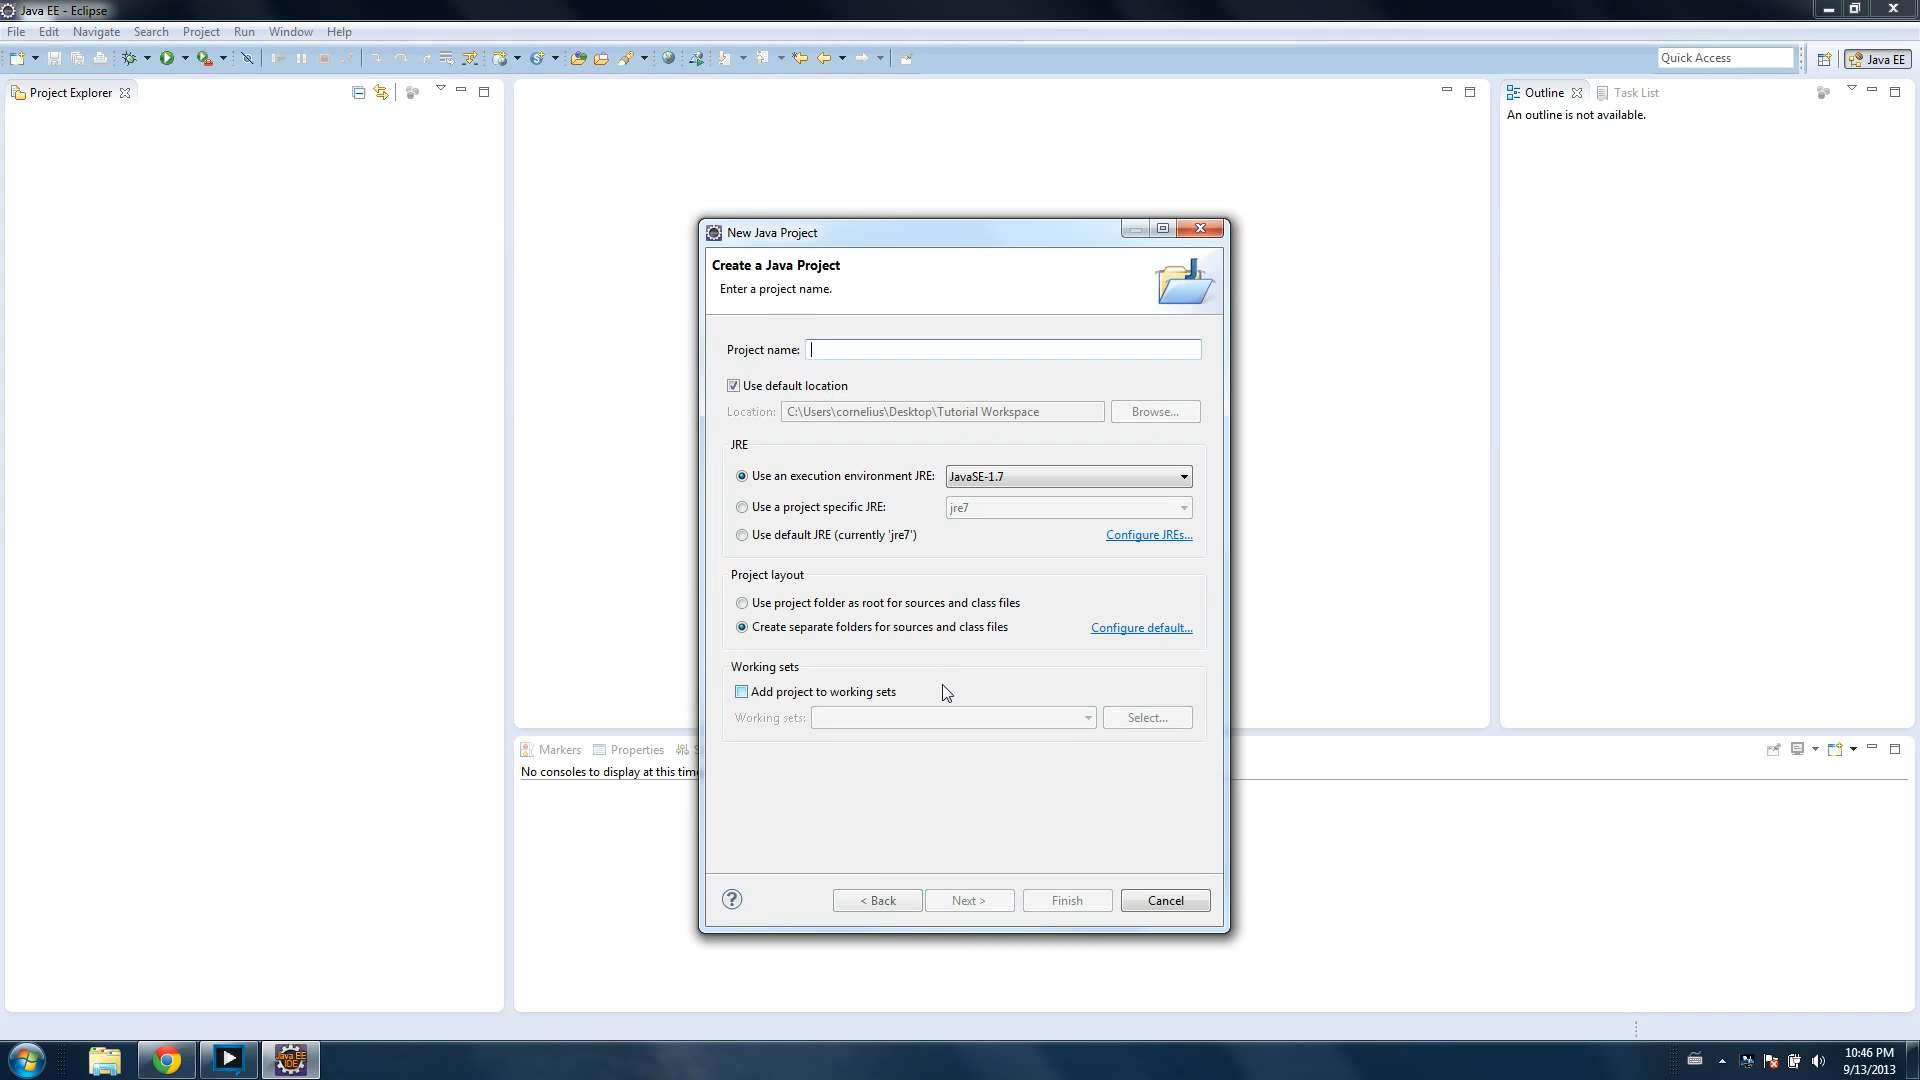 Java EE - Eclipse
File Edit Navigate Search Project Run Window Help
Quick Access
Java EE
Project Explorer
Outline
Task List
An outline is not available.
New Java Project
Create a Java Project
Enter a project name.
Project name:
Use default location
Location: C:\Users\cornelius\Desktop\Tutorial Workspace Browse...
JRE
Use an execution environment JRE: JavaSE-1.7
Use a project specific JRE: jre7
Use default JRE (currently 'jre7') Configure JREs...
Project layout
Use project folder as root for sources and class files
Create separate folders for sources and class files Configure default...
Working sets
Add project to working sets
Working sets: Select...
Markers Properties S
No consoles to display at this time
? < Back Next > Finish Cancel
Java EE
IDE
10:46 PM
9/13/2013